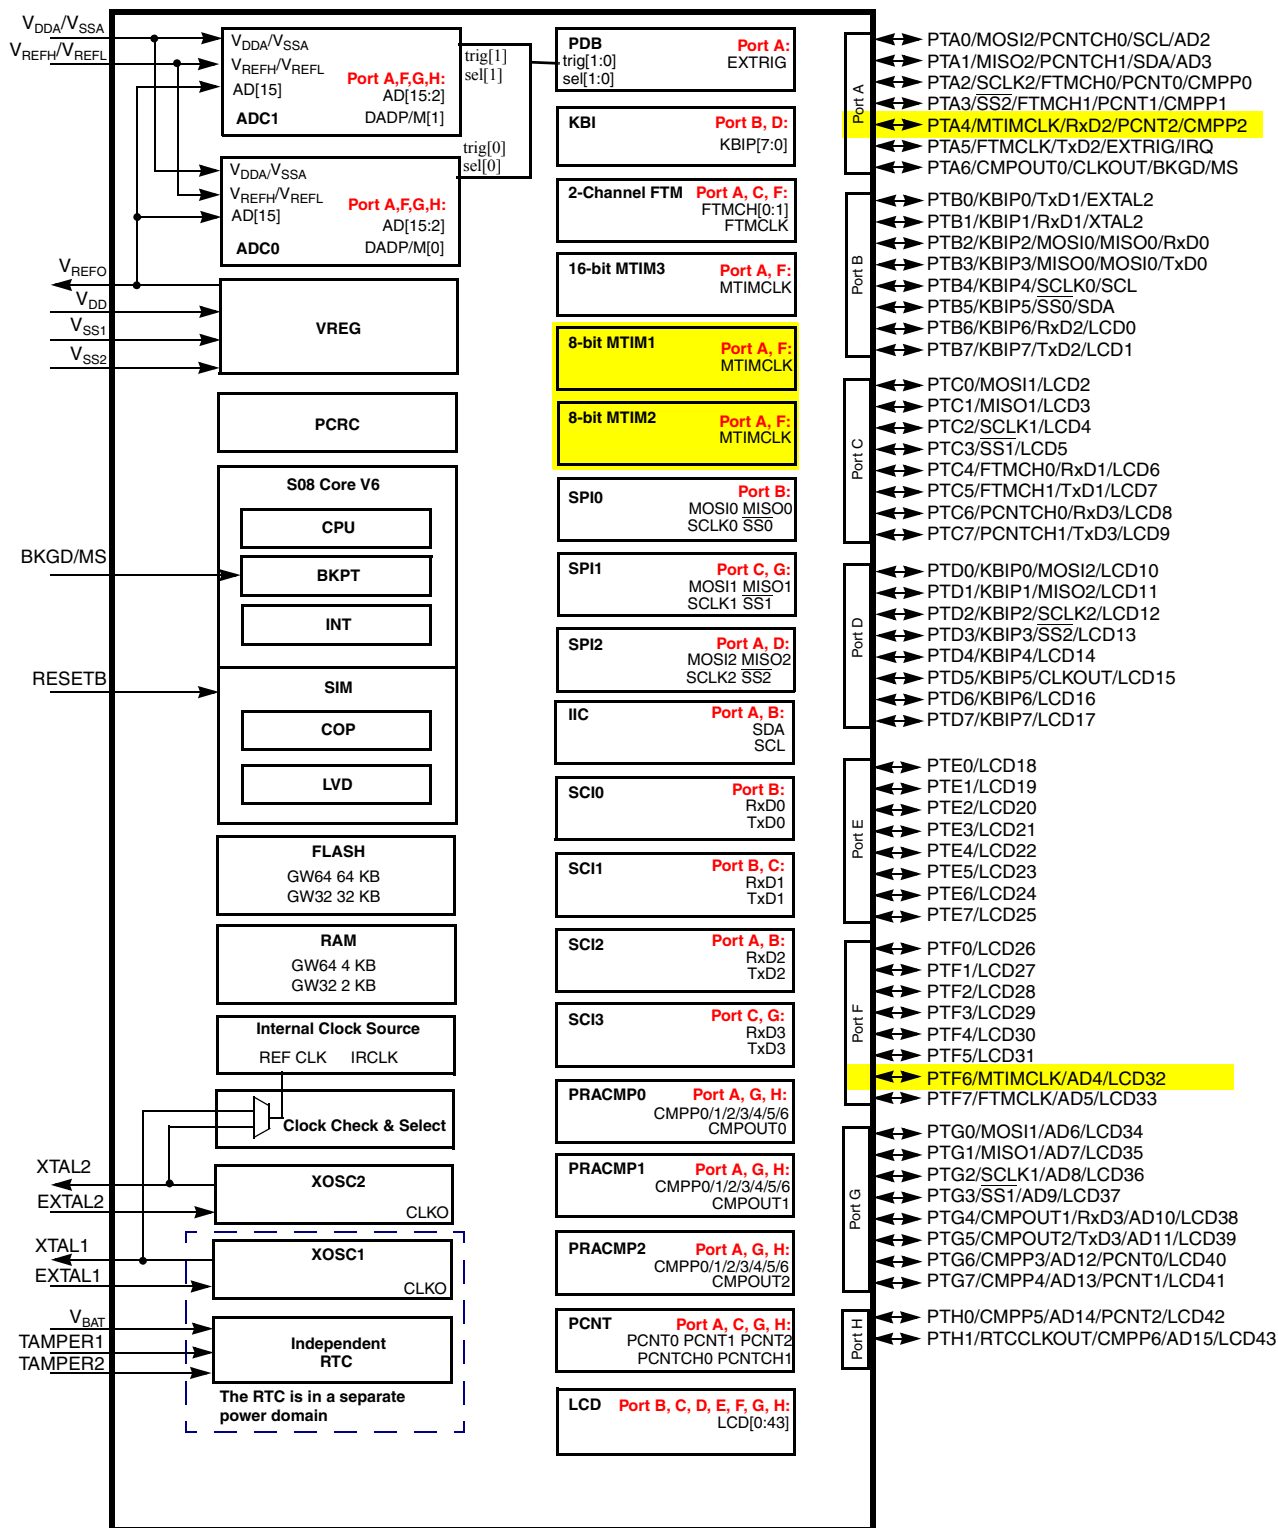 VDDA/VSSA
VREFH/VREFL
VREFO
VDD
VSS1
VSS2
BKGD/MS
RESETB
XTAL2
EXTAL2
XTAL1
EXTAL1
VBAT
TAMPER1
TAMPER2
VDDA/VSSA
VREFH/VREFL
Port A,F,G,H:
AD[15]
AD[15:2]
ADC1
DADP/M[1]
trig[1]
sel[1]
VDDA/VSSA
VREFH/VREFL
Port A,F,G,H:
AD[15]
AD[15:2]
ADC0
DADP/M[0]
trig[0]
sel[0]
VREG
PCRC
S08 Core V6
CPU
BKPT
INT
SIM
COP
LVD
FLASH
GW64 64 KB
GW32 32 KB
RAM
GW64 4 KB
GW32 2 KB
Internal Clock Source
REF CLK IRCLK
Clock Check & Select
XOSC2
CLKO
XOSC1
CLKO
Independent
RTC
The RTC is in a separate
power domain
PDB Port A:
trig[1:0] EXTRIG
sel[1:0]
KBI Port B, D:
KBIP[7:0]
2-Channel FTM Port A, C, F:
FTMCH[0:1]
FTMCLK
16-bit MTIM3 Port A, F:
MTIMCLK
8-bit MTIM1 Port A, F:
MTIMCLK
8-bit MTIM2 Port A, F:
MTIMCLK
SPI0 Port B:
MOSI0 MISO0
SCLK0 SS0
SPI1 Port C, G:
MOSI1 MISO1
SCLK1 SS1
SPI2 Port A, D:
MOSI2 MISO2
SCLK2 SS2
IIC Port A, B:
SDA
SCL
SCI0 Port B:
RxD0
TxD0
SCI1 Port B, C:
RxD1
TxD1
SCI2 Port A, B:
RxD2
TxD2
SCI3 Port C, G:
RxD3
TxD3
PRACMP0 Port A, G, H:
CMPP0/1/2/3/4/5/6
CMPOUT0
PRACMP1 Port A, G, H:
CMPP0/1/2/3/4/5/6
CMPOUT1
PRACMP2 Port A, G, H:
CMPP0/1/2/3/4/5/6
CMPOUT2
PCNT Port A, C, G, H:
PCNT0 PCNT1 PCNT2
PCNTCH0 PCNTCH1
LCD Port B, C, D, E, F, G, H:
LCD[0:43]
Port A
PTA0/MOSI2/PCNTCH0/SCL/AD2
PTA1/MISO2/PCNTCH1/SDA/AD3
PTA2/SCLK2/FTMCH0/PCNT0/CMPP0
PTA3/SS2/FTMCH1/PCNT1/CMPP1
PTA4/MTIMCLK/RxD2/PCNT2/CMPP2
PTA5/FTMCLK/TxD2/EXTRIG/IRQ
PTA6/CMPOUT0/CLKOUT/BKGD/MS
Port B
PTB0/KBIP0/TxD1/EXTAL2
PTB1/KBIP1/RxD1/XTAL2
PTB2/KBIP2/MOSI0/MISO0/RxD0
PTB3/KBIP3/MISO0/MOSI0/TxD0
PTB4/KBIP4/SCLK0/SCL
PTB5/KBIP5/SS0/SDA
PTB6/KBIP6/RxD2/LCD0
PTB7/KBIP7/TxD2/LCD1
Port C
PTC0/MOSI1/LCD2
PTC1/MISO1/LCD3
PTC2/SCLK1/LCD4
PTC3/SS1/LCD5
PTC4/FTMCH0/RxD1/LCD6
PTC5/FTMCH1/TxD1/LCD7
PTC6/PCNTCH0/RxD3/LCD8
PTC7/PCNTCH1/TxD3/LCD9
Port D
PTD0/KBIP0/MOSI2/LCD10
PTD1/KBIP1/MISO2/LCD11
PTD2/KBIP2/SCLK2/LCD12
PTD3/KBIP3/SS2/LCD13
PTD4/KBIP4/LCD14
PTD5/KBIP5/CLKOUT/LCD15
PTD6/KBIP6/LCD16
PTD7/KBIP7/LCD17
Port E
PTE0/LCD18
PTE1/LCD19
PTE2/LCD20
PTE3/LCD21
PTE4/LCD22
PTE5/LCD23
PTE6/LCD24
PTE7/LCD25
Port F
PTF0/LCD26
PTF1/LCD27
PTF2/LCD28
PTF3/LCD29
PTF4/LCD30
PTF5/LCD31
PTF6/MTIMCLK/AD4/LCD32
PTF7/FTMCLK/AD5/LCD33
Port G
PTG0/MOSI1/AD6/LCD34
PTG1/MISO1/AD7/LCD35
PTG2/SCLK1/AD8/LCD36
PTG3/SS1/AD9/LCD37
PTG4/CMPOUT1/RxD3/AD10/LCD38
PTG5/CMPOUT2/TxD3/AD11/LCD39
PTG6/CMPP3/AD12/PCNT0/LCD40
PTG7/CMPP4/AD13/PCNT1/LCD41
Port H
PTH0/CMPP5/AD14/PCNT2/LCD42
PTH1/RTCCLKOUT/CMPP6/AD15/LCD43